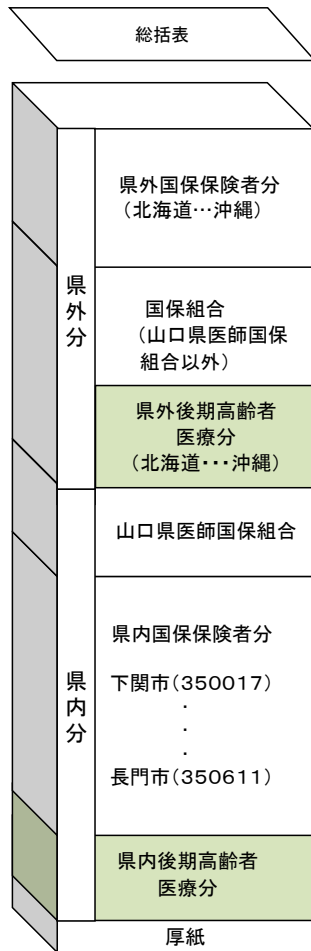 総括表
県外分
県外国保保険者分
(北海道…沖縄)
国保組合
(山口県医師国保
組合以外)
県外後期高齢者
医療分
(北海道・・・沖縄)
県内分
山口県医師国保組合
県内国保保険者分
下関市(350017)
・
・
・
長門市(350611)
県内後期高齢者
医療分
厚紙